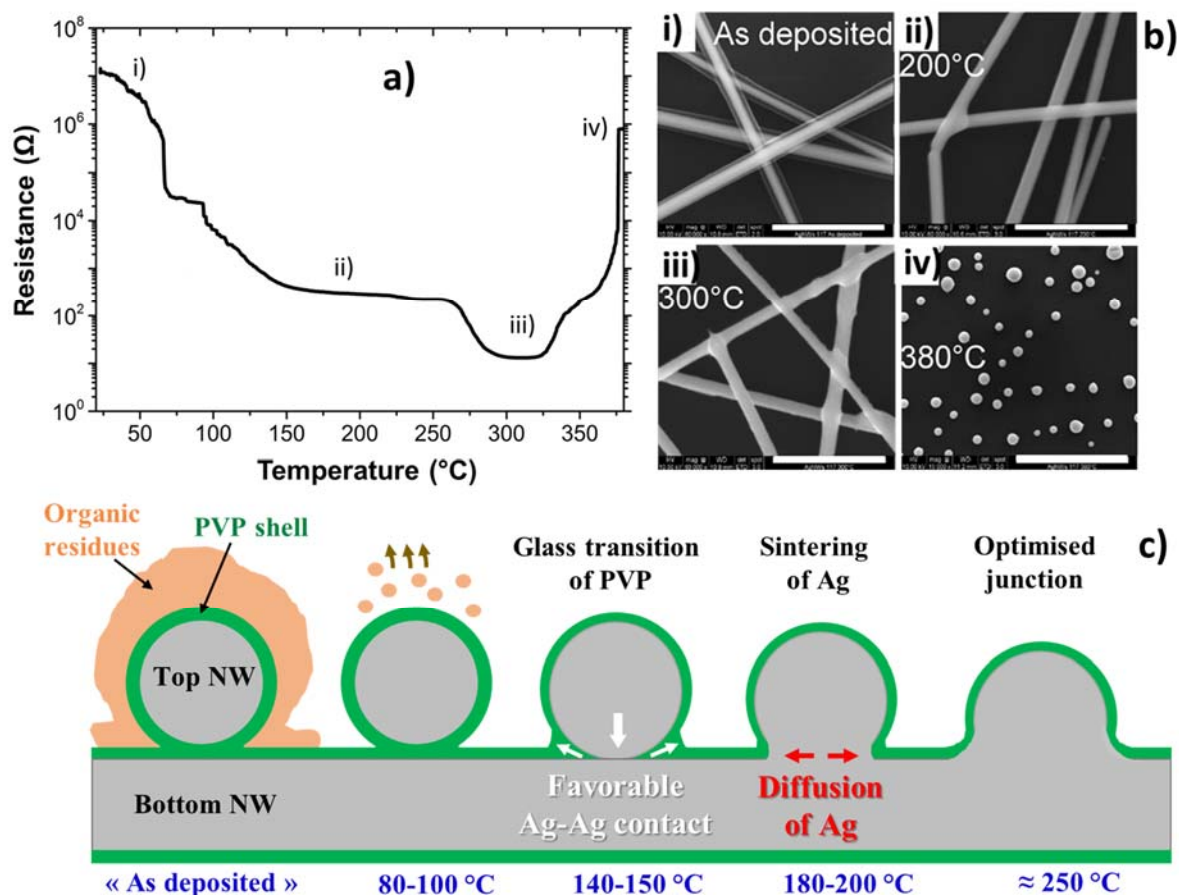 a)
10^8
10^6
10^4
10^2
10^0
Resistance (Ω)
i)
ii)
iii)
iv)
50
100
150
200
250
300
350
Temperature (°C)
b)
i)
As deposited
ii)
200°C
iii)
300°C
iv)
380°C
c)
Organic
residues
PVP shell
Top NW
Bottom NW
Glass transition
of PVP
Favorable
Ag-Ag contact
Sintering
of Ag
Diffusion
of Ag
Optimised
junction
« As deposited »
80-100 °C
140-150 °C
180-200 °C
≈ 250 °C